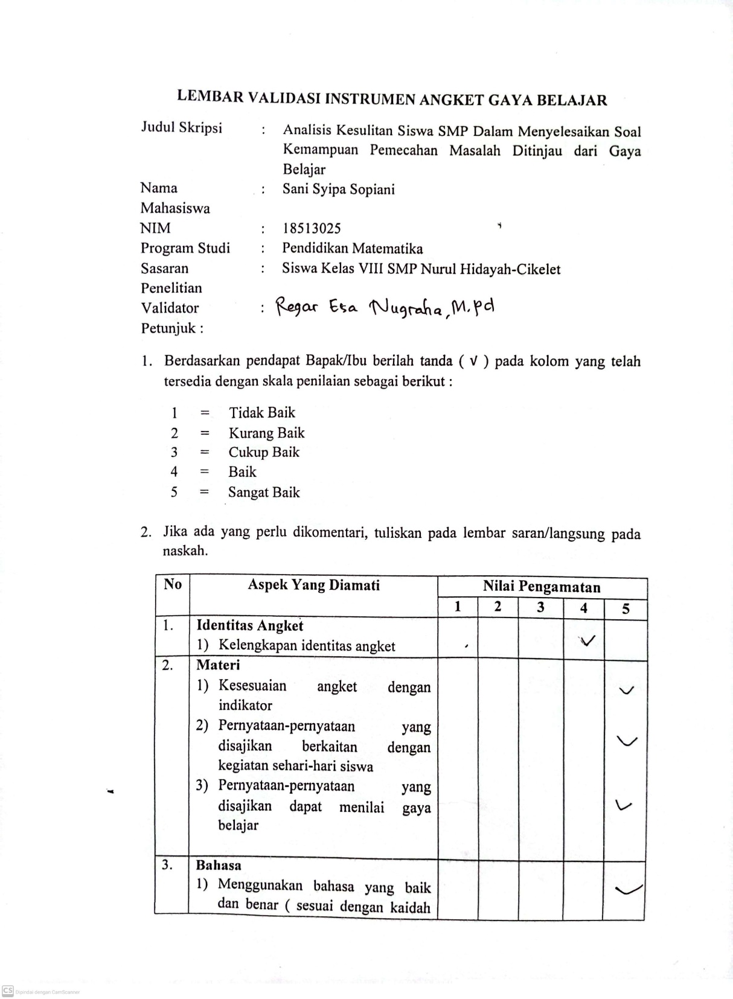 LEMBAR VALIDASI INSTRUMEN ANGKET GAYA BELAJAR
Judul Skripsi : Analisis Kesulitan Siswa SMP Dalam Menyelesaikan Soal
Kemampuan Pemecahan Masalah Ditinjau dari Gaya
Belajar
Nama : Sani Syipa Sopiani
Mahasiswa
NIM : 18513025
Program Studi : Pendidikan Matematika
Sasaran : Siswa Kelas VIII SMP Nurul Hidayah-Cikelet
Penelitian
Validator : Regar Esa Nugraha, M.Pd
Petunjuk :
1. Berdasarkan pendapat Bapak/Ibu berilah tanda ( √ ) pada kolom yang telah
tersedia dengan skala penilaian sebagai berikut :
1 = Tidak Baik
2 = Kurang Baik
3 = Cukup Baik
4 = Baik
5 = Sangat Baik
2. Jika ada yang perlu dikomentari, tuliskan pada lembar saran/langsung pada
naskah.
No Aspek Yang Diamati Nilai Pengamatan
1 2 3 4 5
1. Identitas Angket
1) Kelengkapan identitas angket ✓
2. Materi
1) Kesesuaian angket dengan ✓
indikator
2) Pernyataan-pernyataan yang ✓
disajikan berkaitan dengan
kegiatan sehari-hari siswa
3) Pernyataan-pernyataan yang ✓
disajikan dapat menilai gaya
belajar
3. Bahasa
1) Menggunakan bahasa yang baik ✓
dan benar ( sesuai dengan kaidah
CS Dipindai dengan CamScanner